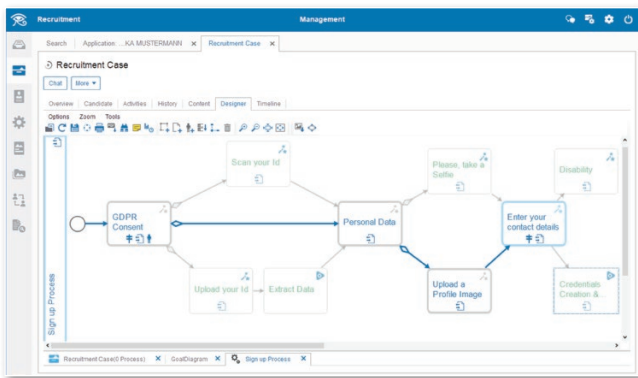 Recruitment
Management
Search
Application: ... KA MUSTERMANN
Recruitment Case
Recruitment Case
Chat
More
Overview
Candidate
Activities
History
Content
Designer
Timeline
Options
Zoom
Tools
Scan your Id
Please, take a
Selfie
Disability
GDPR
Consent
Personal Data
Enter your
contact details
Upload your Id
Extract Data
Upload a
Profile Image
Credentials
Creation &...
Sign up Process
Recruitment Case(0 Process)
GoalDiagram
Sign up Process